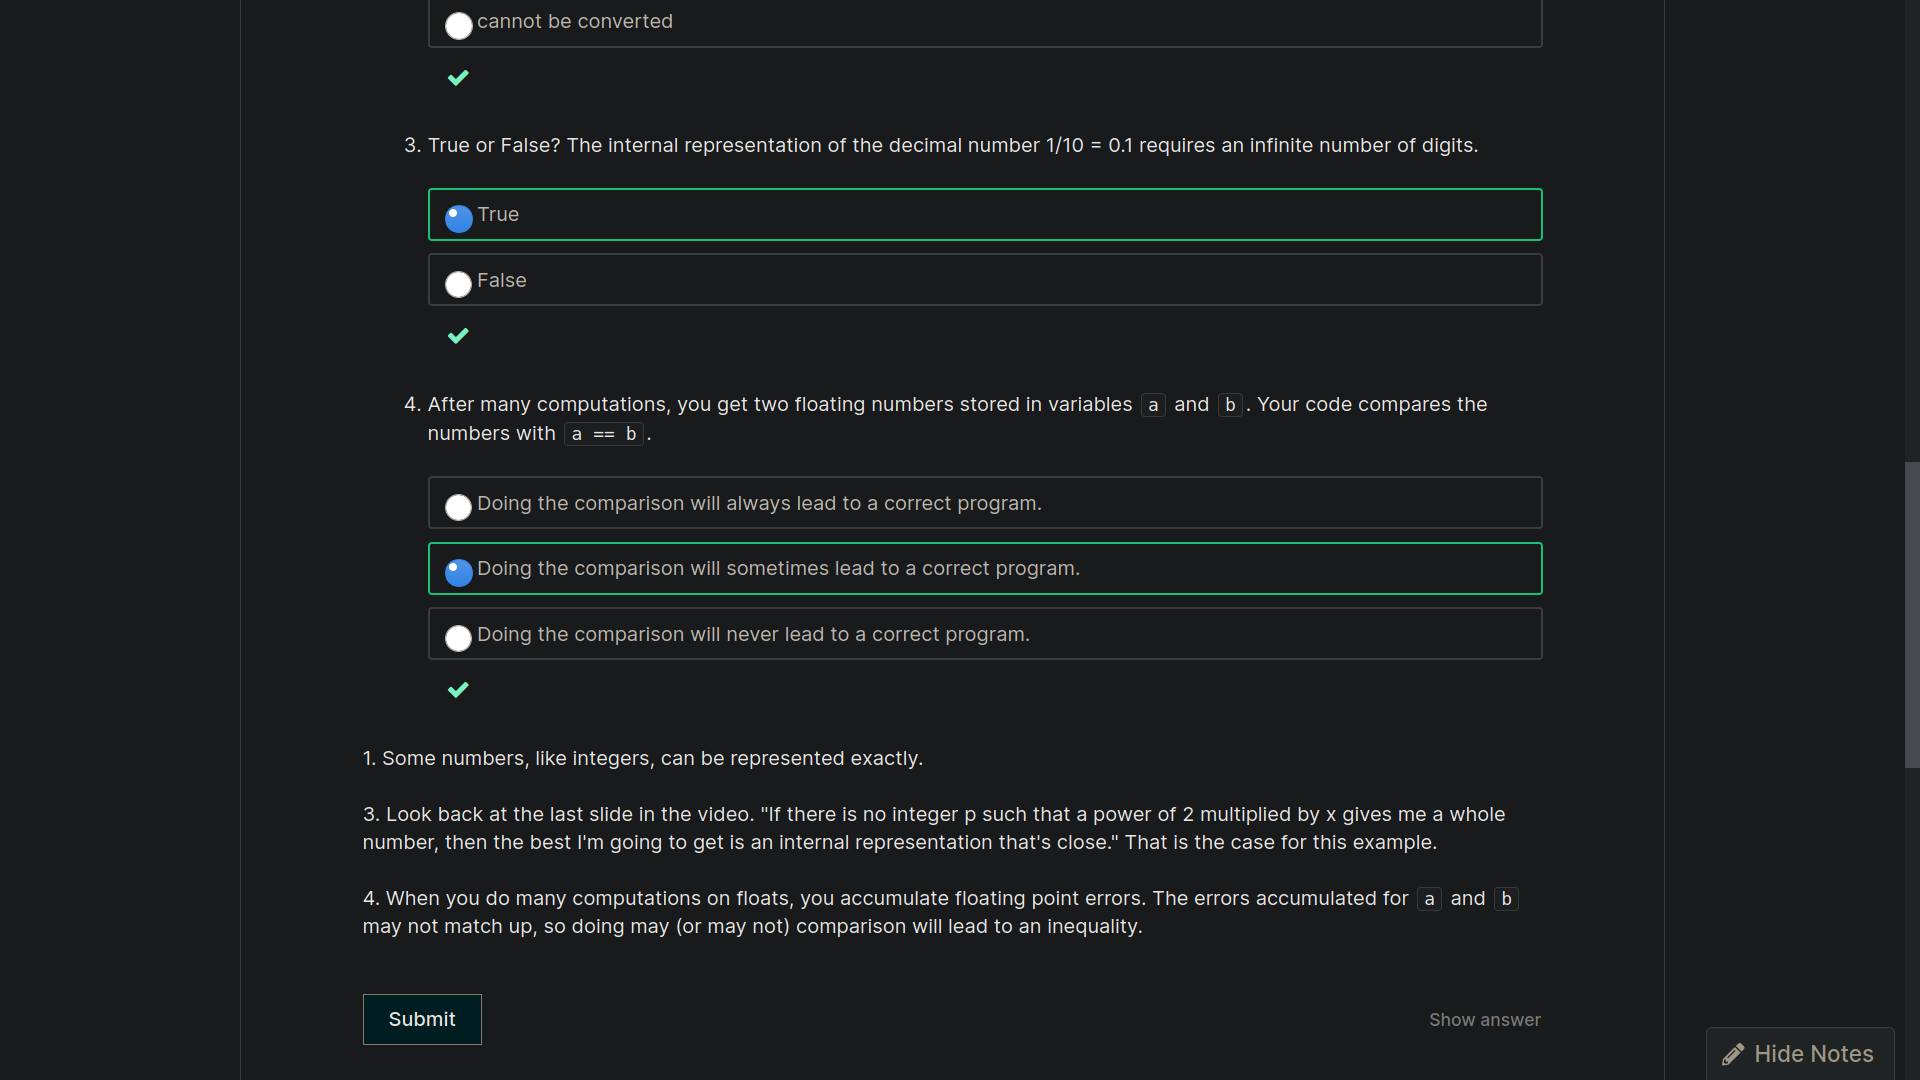 cannot be converted
3. True or False? The internal representation of the decimal number 1/10 = 0.1 requires an infinite number of digits.
True
False
4. After many computations, you get two floating numbers stored in variables a and b. Your code compares the
numbers with a == b.
Doing the comparison will always lead to a correct program.
Doing the comparison will sometimes lead to a correct program.
Doing the comparison will never lead to a correct program.
1. Some numbers, like integers, can be represented exactly.
3. Look back at the last slide in the video. "If there is no integer p such that a power of 2 multiplied by x gives me a whole
number, then the best I'm going to get is an internal representation that's close." That is the case for this example.
4. When you do many computations on floats, you accumulate floating point errors. The errors accumulated for a and b
may not match up, so doing may (or may not) comparison will lead to an inequality.
Submit
Show answer
Hide Notes